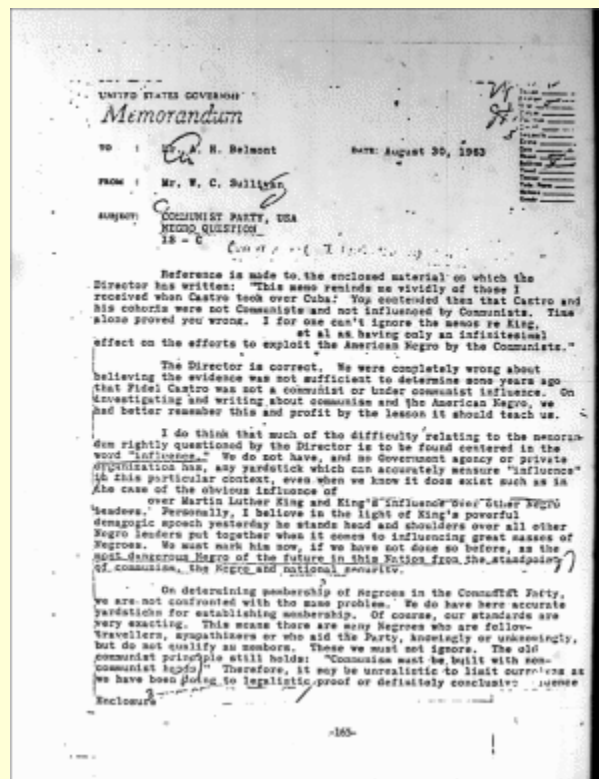 UNITED STATES GOVERNMENT
Memorandum
TO : Mr. A. H. Belmont DATE: August 30, 1963
FROM : Mr. W. C. Sullivan
SUBJECT: COMMUNIST PARTY, USA
NEGRO QUESTION
IS - C
Reference is made to the enclosed material on which the
Director has written: "This memo reminds me vividly of those I
received when Castro took over Cuba. You contended then that Castro and
his cohorts were not Communists and not influenced by Communists. Time
alone proved you wrong. I for one can't ignore the memos re King,
et al as having only an infinitesimal
effect on the efforts to exploit the American Negro by the Communists."
The Director is correct. We were completely wrong about
believing the evidence was not sufficient to determine some years ago
that Fidel Castro was not a communist or under communist influence. On
investigating and writing about communism and the American Negro, we
had better remember this and profit by the lesson it should teach us.
I do think that much of the difficulty relating to the memoran-
dum rightly questioned by the Director is to be found centered in the
word "influence." We do not have, and no Government agency or private
organization has, any yardstick which can accurately measure "influence"
in this particular context, even when we know it does exist such as in
the case of the obvious influence of
over Martin Luther King and King's influence over other Negro
leaders. Personally, I believe in the light of King's powerful
demagogic speech yesterday he stands head and shoulders over all other
Negro leaders put together when it comes to influencing great masses of
Negroes. We must mark him now, if we have not done so before, as the
most dangerous Negro of the future in this Nation from the standpoint
of communism, the Negro and national security.
On determining membership of Negroes in the Communist Party,
we are not confronted with the same problem. We do have here accurate
yardsticks for establishing membership. Of course, our standards are
very exacting. This means there are many Negroes who are fellow-
travellers, sympathizers or who aid the Party, knowingly or unknowingly,
but do not qualify as members. These we must not ignore. The old
communist principle still holds: "Communism must be built with non-
communist hands." Therefore, it may be unrealistic to limit ourselves as
we have been doing to legalistic proof or definitely conclusive
Enclosure
-165-